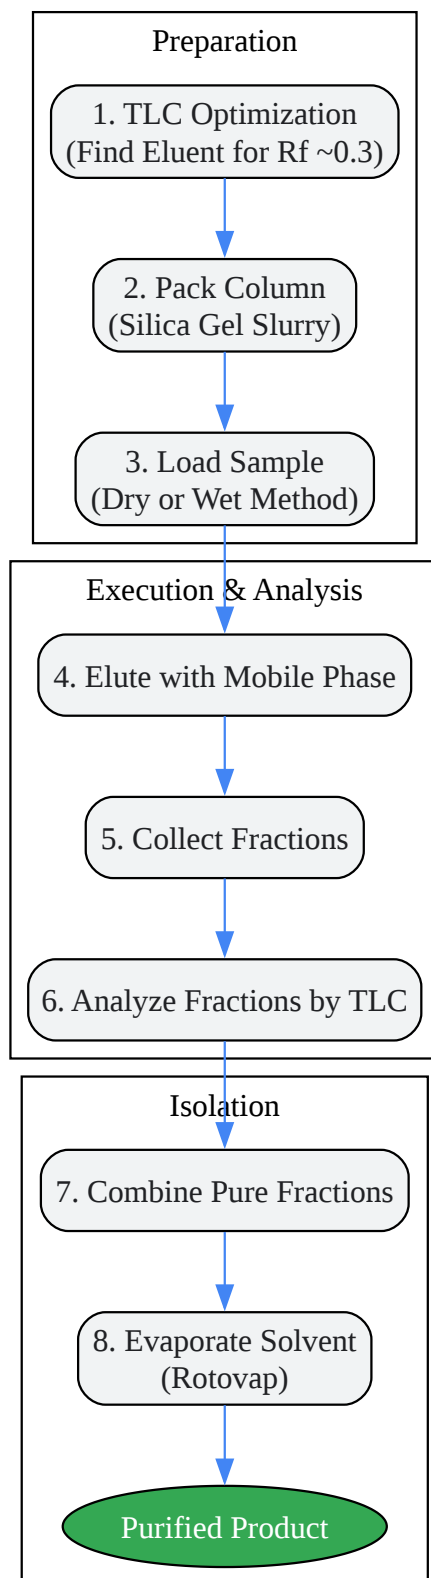 Preparation
1. TLC Optimization
(Find Eluent for Rf ~0.3)
2. Pack Column
(Silica Gel Slurry)
3. Load Sample
(Dry or Wet Method)
Execution & Analysis
4. Elute with Mobile Phase
5. Collect Fractions
6. Analyze Fractions by TLC
Isolation
7. Combine Pure Fractions
8. Evaporate Solvent
(Rotovap)
Purified Product